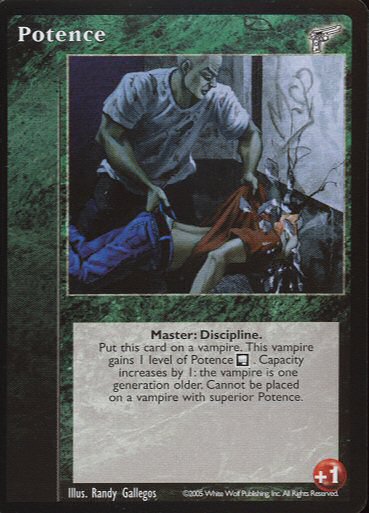 Potence
Master: Discipline.
Put this card on a vampire. This vampire
gains 1 level of Potence . Capacity
increases by 1: the vampire is one
generation older. Cannot be placed
on a vampire with superior Potence.
+1
Illus. Randy Gallegos
©2005 White Wolf Publishing, Inc. All Rights Reserved.